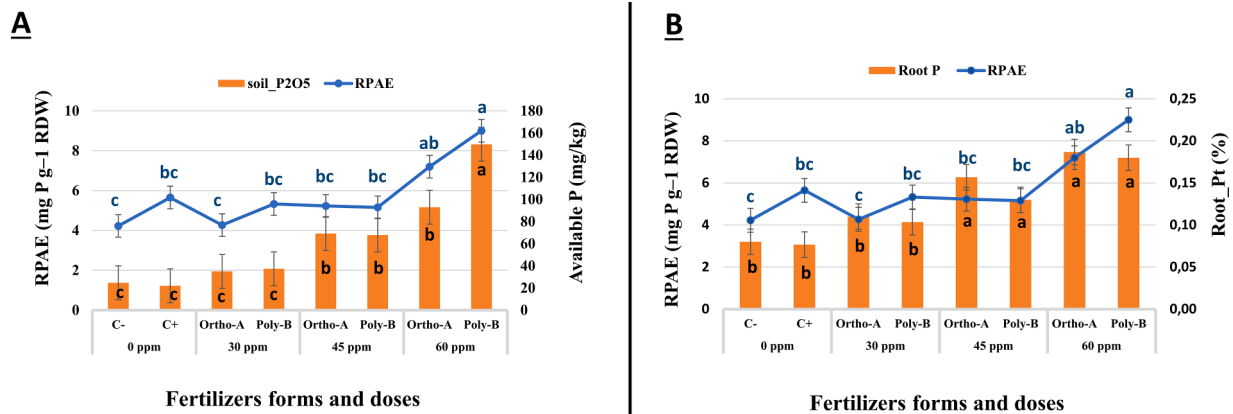 A
soil_P2O5 RPAE
RPAE (mg P g–1 RDW)
10
8
6
4
2
0
c bc c bc bc bc ab a
c c c c b b b a
180
160
140
120
100
80
60
40
20
0
Available P (mg/kg)
C- C+ Ortho-A Poly-B Ortho-A Poly-B Ortho-A Poly-B
0 ppm 30 ppm 45 ppm 60 ppm
Fertilizers forms and doses
B
Root P RPAE
RPAE (mg P g–1 RDW)
10
8
6
4
2
0
c bc c bc bc bc ab a
b b b b a a a a
0,25
0,20
0,15
0,10
0,05
0,00
Root_Pt (%)
C- C+ Ortho-A Poly-B Ortho-A Poly-B Ortho-A Poly-B
0 ppm 30 ppm 45 ppm 60 ppm
Fertilizers forms and doses